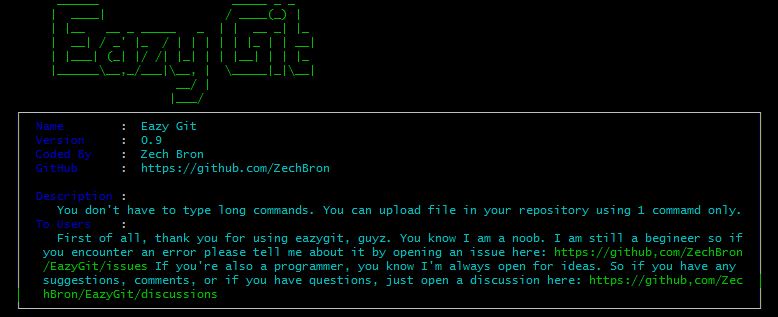 Eazy Git
Name : Eazy Git
Version : 0.9
Coded By : Zech Bron
GitHub : https://github.com/ZechBron
Description :
You don't have to type long commands. You can upload file in your repository using 1 commamd only.
To Users :
First of all, thank you for using eazygit, guyz. You know I am a noob. I am still a begineer so if
you encounter an error please tell me about it by opening an issue here: https://github,com/ZechBron
/EazyGit/issues If you're also a programmer, you know I'm always open for ideas. So if you have any
suggestions, comments, or if you have questions, just open a discussion here: https://github,com/Zec
hBron/EazyGit/discussions